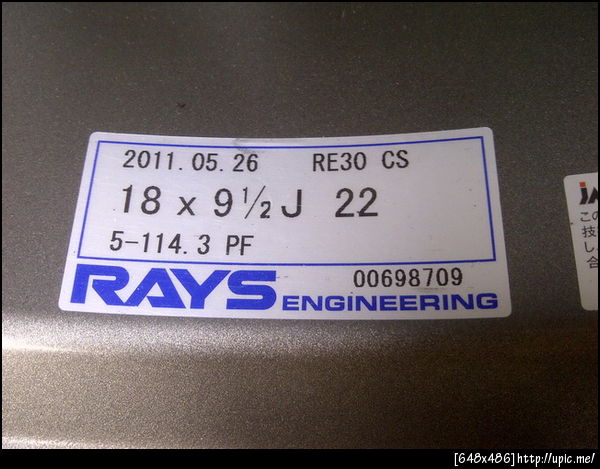 2011.05.26 RE30 CS
18 x 9½J 22
5-114.3 PF
00698709
RAYS ENGINEERING
この
技
し、
合
[648x486]http://upic.me/